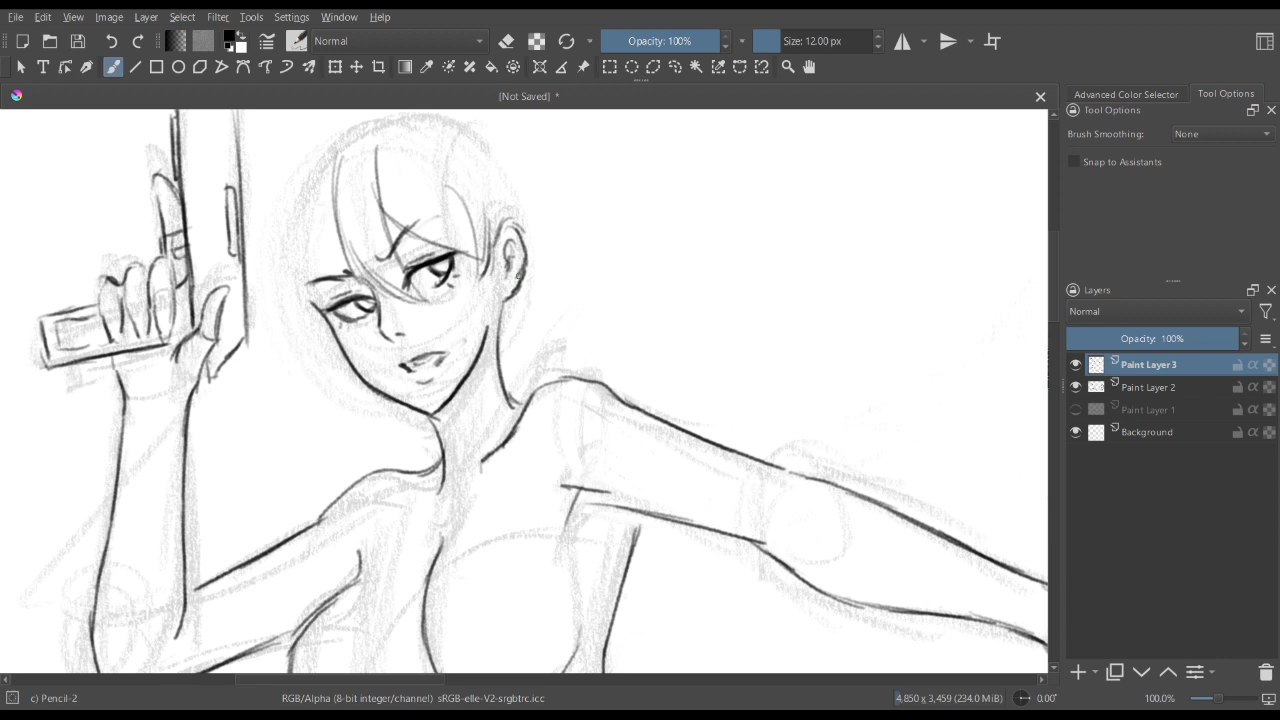 File Edit View Image Layer Select Filter Tools Settings Window Help
Normal Opacity: 100% Size: 12.00 px
[Not Saved] *
Advanced Color Selector Tool Options
Tool Options
Brush Smoothing: None
Snap to Assistants
Layers
Normal
Opacity: 100%
Paint Layer 3
Paint Layer 2
Paint Layer 1
Background
c) Pencil-2 RGB/Alpha (8-bit integer/channel) sRGB-elle-V2-srgbtrc.icc 4,850 x 3,459 (234.0 MiB) 0.00° 100.0%